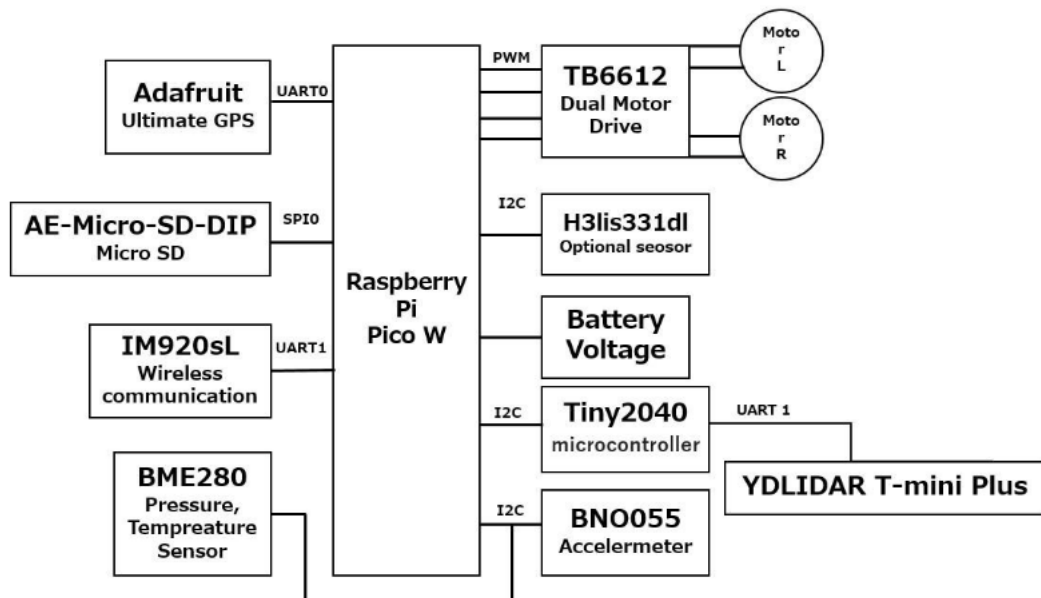 Adafruit
Ultimate GPS
UART0
AE-Micro-SD-DIP
Micro SD
SPI0
IM920sL
Wireless
communication
UART1
BME280
Pressure,
Tempreature
Sensor
Raspberry
Pi
Pico W
PWM
TB6612
Dual Motor
Drive
Moto
r
L
Moto
r
R
I2C
H3lis331dl
Optional seosor
Battery
Voltage
I2C
Tiny2040
microcontroller
UART 1
YDLIDAR T-mini Plus
I2C
BNO055
Accelermeter